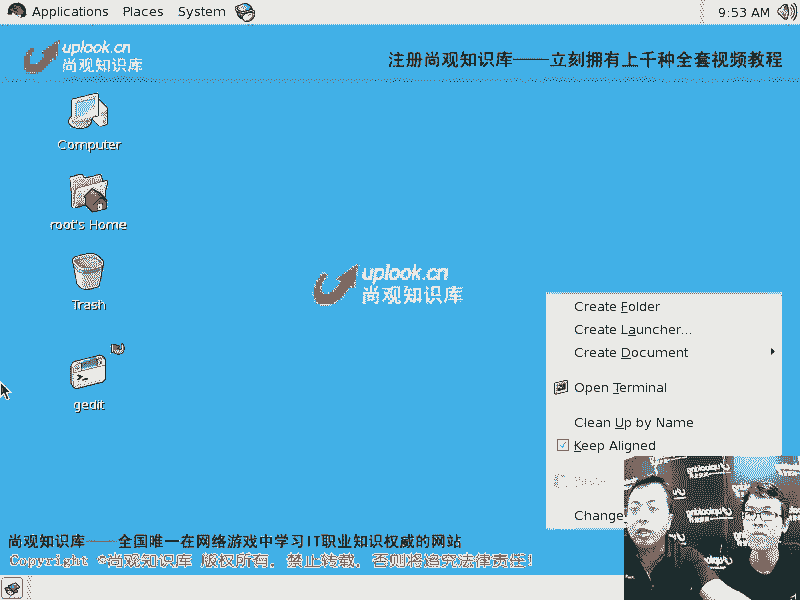 Applications Places System
9:53 AM
uplook.cn
尚观知识库
注册尚观知识库——立刻拥有上千种全套视频教程
Computer
root's Home
Trash
gedit
uplook.cn
尚观知识库
Create Folder
Create Launcher...
Create Document
Open Terminal
Clean Up by Name
Keep Aligned
Paste
Change
尚观知识库——全国唯一在网络游戏中学习IT职业知识权威的网站
Copyright ©尚观知识库 版权所有，禁止转载，否则将追究法律责任！